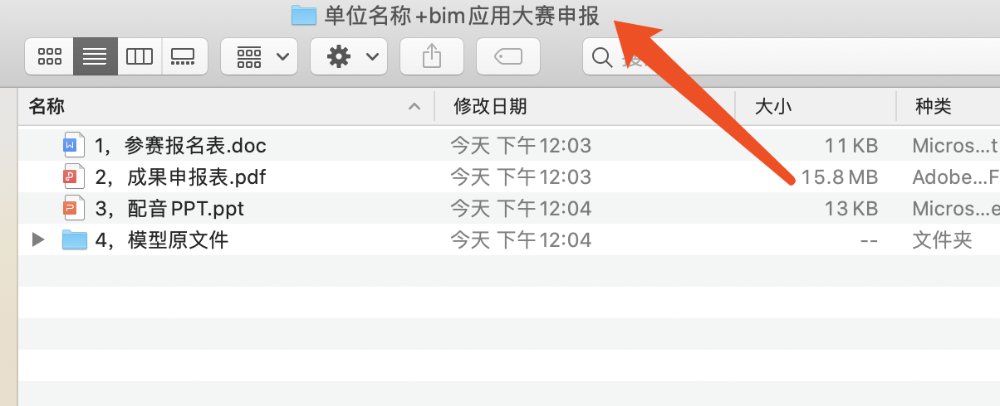 单位名称+bim应用大赛申报
名称 修改日期 大小 种类
1，参赛报名表.doc 今天 下午12:03 11 KB Micros...t
2，成果申报表.pdf 今天 下午12:03 15.8 MB Adobe...F
3，配音PPT.ppt 今天 下午12:04 13 KB Micros...e
4，模型原文件 今天 下午12:04 -- 文件夹